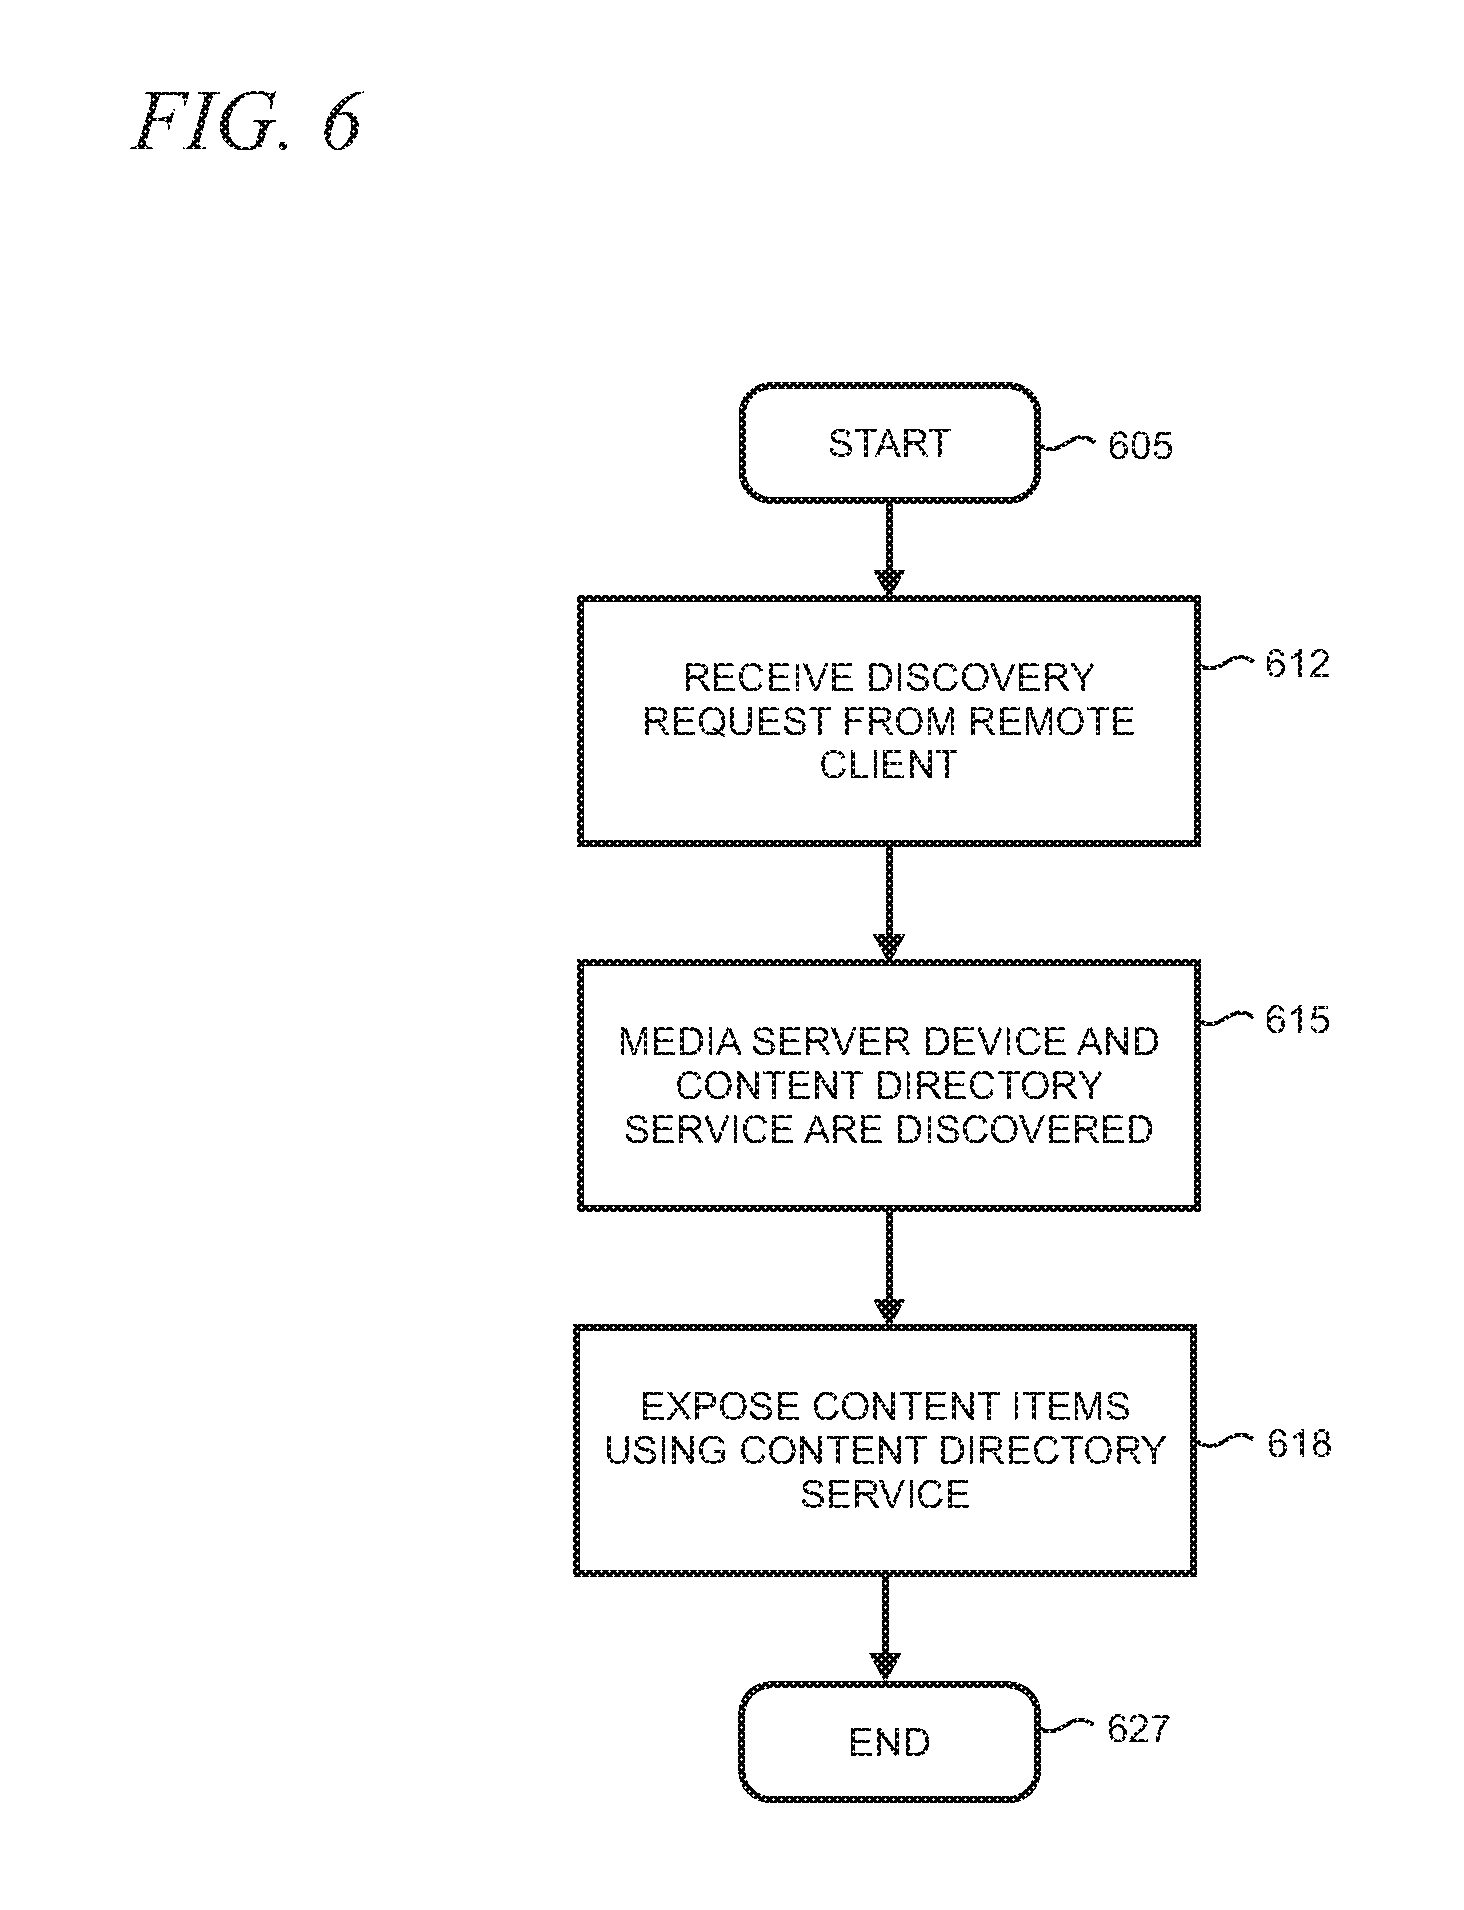 FIG. 6
START
605
RECEIVE DISCOVERY
REQUEST FROM REMOTE
CLIENT
612
MEDIA SERVER DEVICE AND
CONTENT DIRECTORY
SERVICE ARE DISCOVERED
615
EXPOSE CONTENT ITEMS
USING CONTENT DIRECTORY
SERVICE
618
END
627